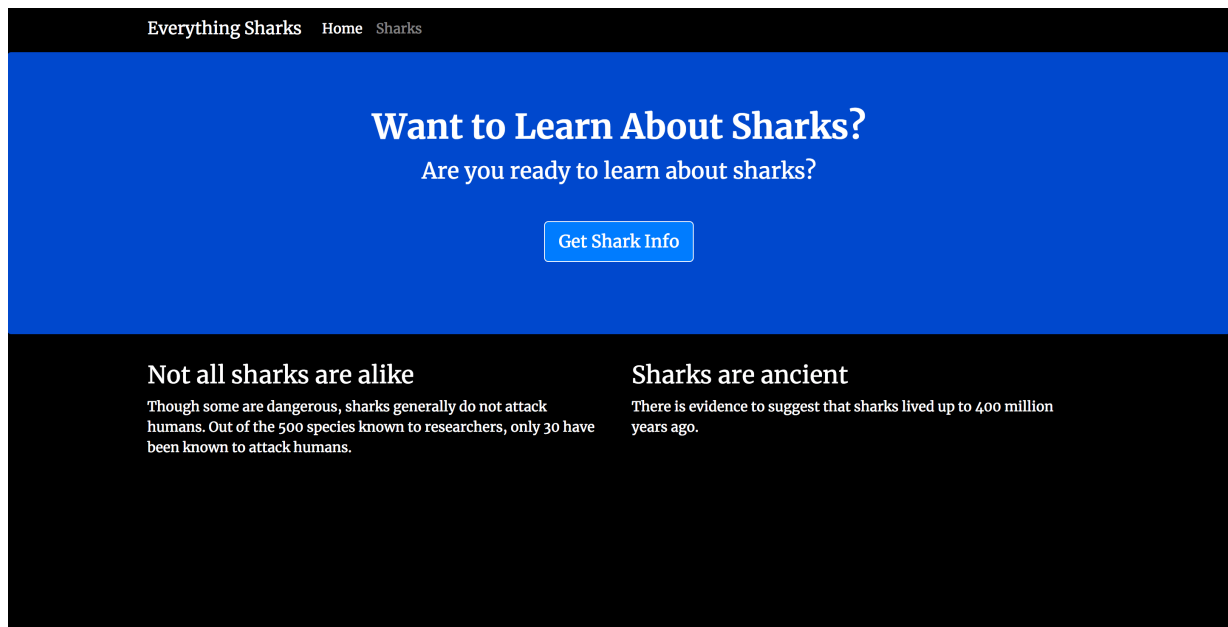 Everything Sharks Home Sharks
Want to Learn About Sharks?
Are you ready to learn about sharks?
Get Shark Info
Not all sharks are alike
Though some are dangerous, sharks generally do not attack
humans. Out of the 500 species known to researchers, only 30 have
been known to attack humans.
Sharks are ancient
There is evidence to suggest that sharks lived up to 400 million
years ago.